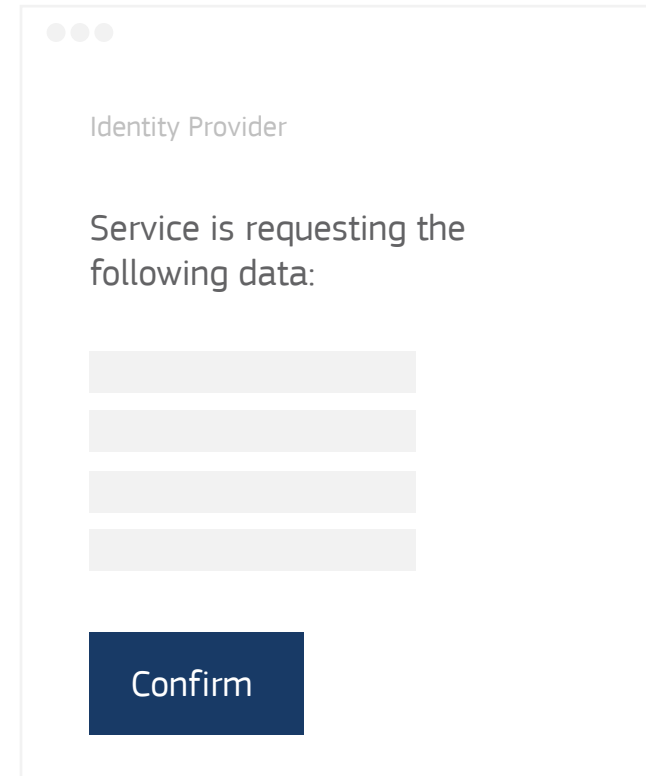 Identity Provider
Service is requesting the
following data:
Confirm